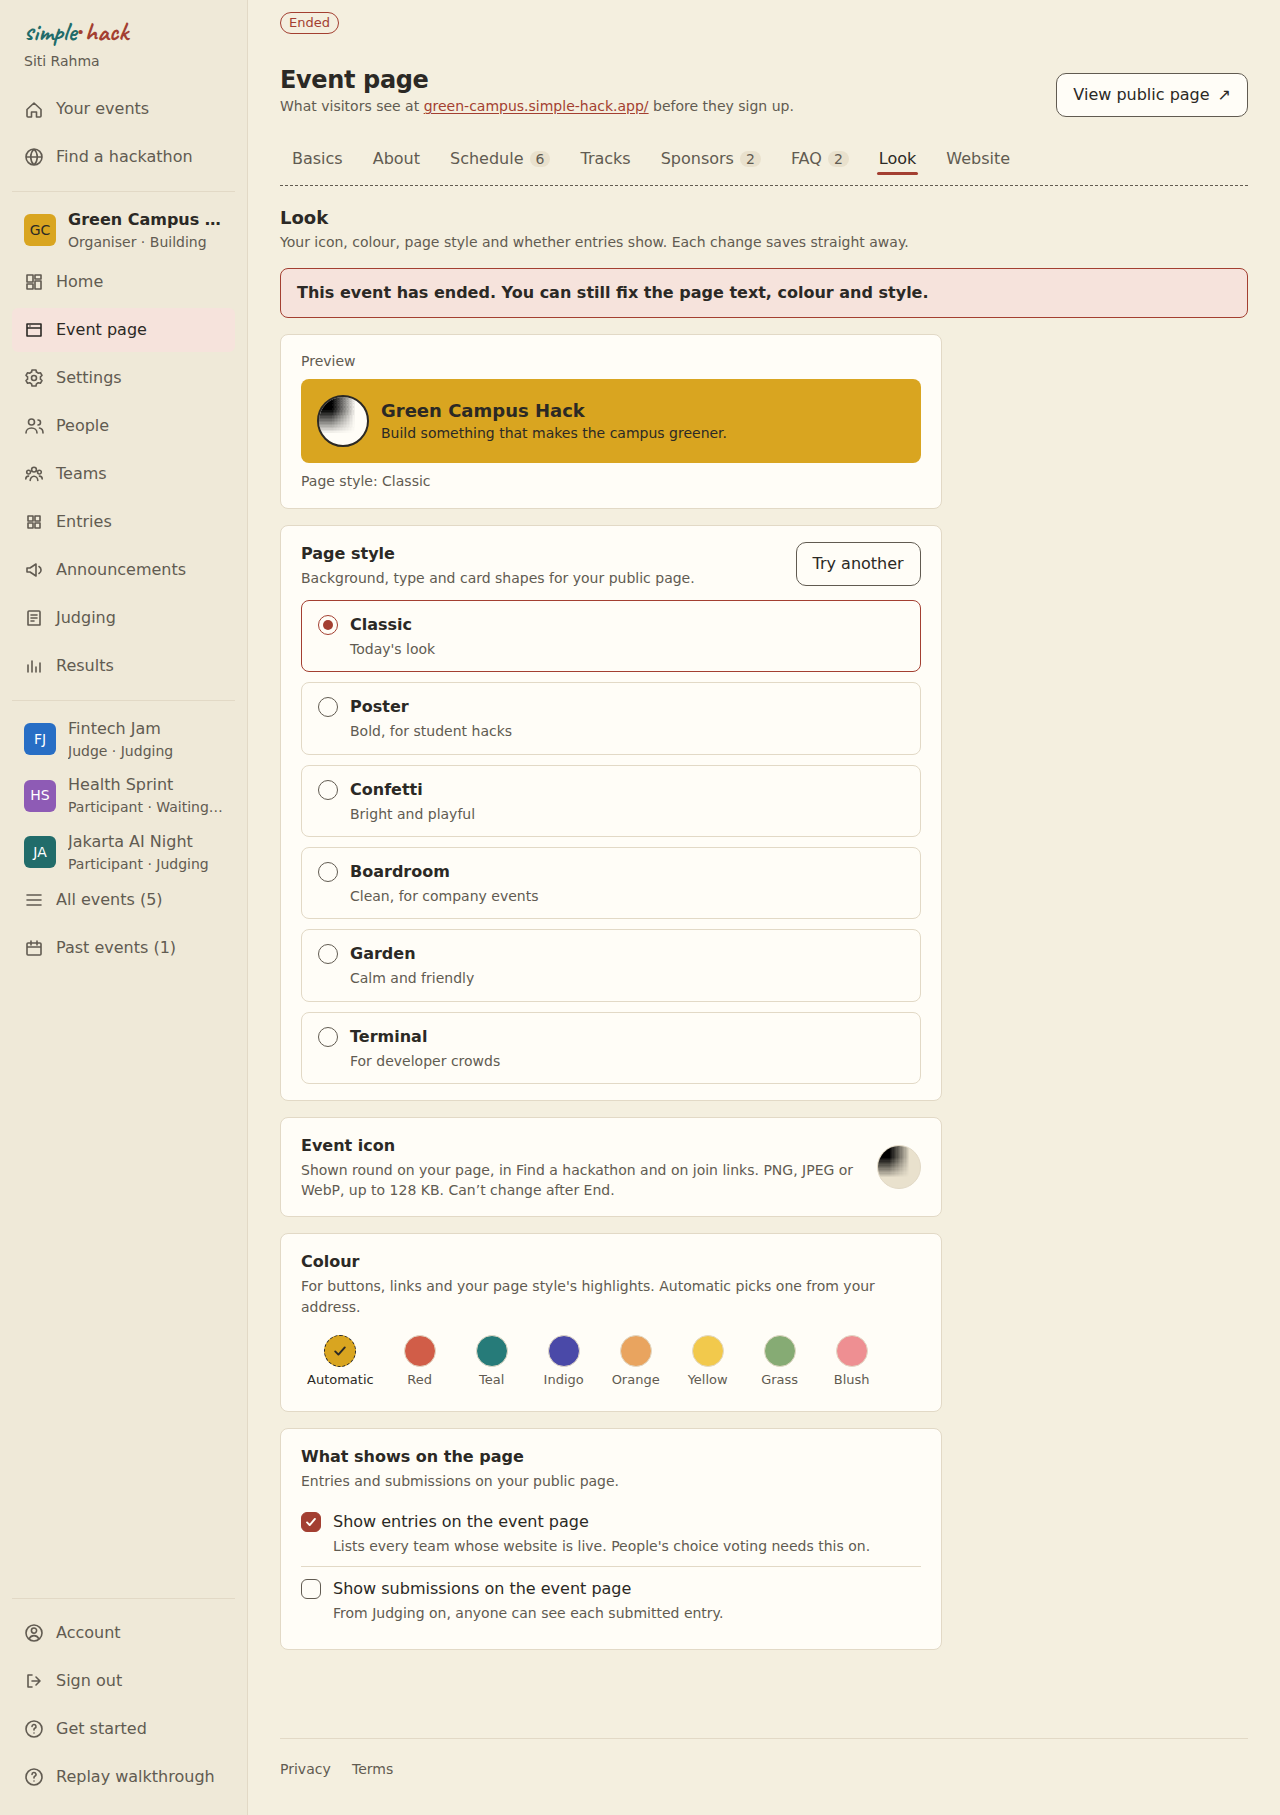 simple·hack
Siti Rahma
Your events
Find a hackathon
GC
Green Campus ...
Organiser · Building
Home
Event page
Settings
People
Teams
Entries
Announcements
Judging
Results
FJ
Fintech Jam
Judge · Judging
HS
Health Sprint
Participant · Waiting...
JA
Jakarta AI Night
Participant · Judging
All events (5)
Past events (1)
Account
Sign out
Get started
Replay walkthrough
Ended
Event page
What visitors see at green-campus.simple-hack.app/ before they sign up.
View public page ↗
Basics About Schedule 6 Tracks Sponsors 2 FAQ 2 Look Website
Look
Your icon, colour, page style and whether entries show. Each change saves straight away.
This event has ended. You can still fix the page text, colour and style.
Preview
Green Campus Hack
Build something that makes the campus greener.
Page style: Classic
Page style
Background, type and card shapes for your public page.
Try another
Classic
Today's look
Poster
Bold, for student hacks
Confetti
Bright and playful
Boardroom
Clean, for company events
Garden
Calm and friendly
Terminal
For developer crowds
Event icon
Shown round on your page, in Find a hackathon and on join links. PNG, JPEG or
WebP, up to 128 KB. Can’t change after End.
Colour
For buttons, links and your page style's highlights. Automatic picks one from your
address.
Automatic Red Teal Indigo Orange Yellow Grass Blush
What shows on the page
Entries and submissions on your public page.
Show entries on the event page
Lists every team whose website is live. People's choice voting needs this on.
Show submissions on the event page
From Judging on, anyone can see each submitted entry.
Privacy Terms